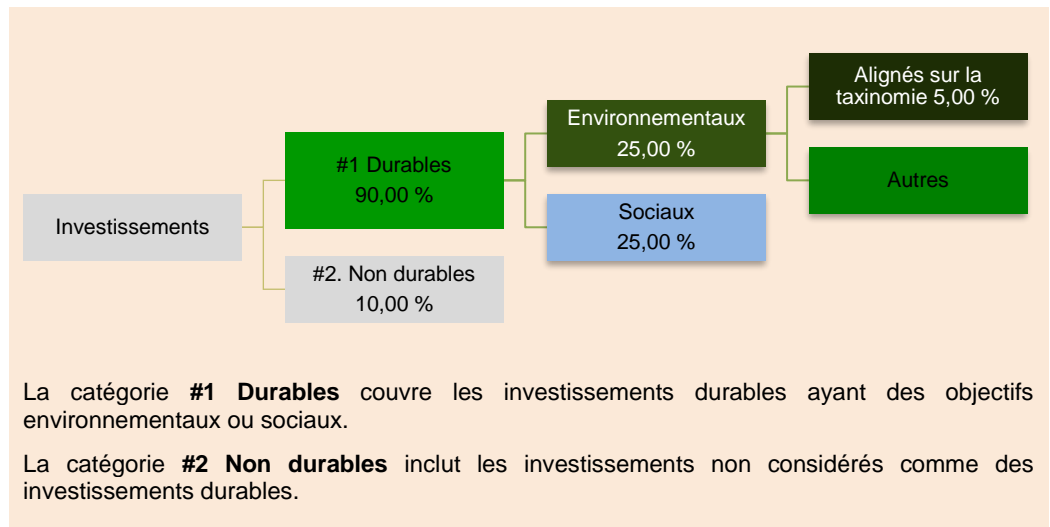 Investissements
#1 Durables
90,00 %
#2. Non durables
10,00 %
Environnementaux
25,00 %
Sociaux
25,00 %
Alignés sur la
taxinomie 5,00 %
Autres
La catégorie #1 Durables couvre les investissements durables ayant des objectifs
environnementaux ou sociaux.
La catégorie #2 Non durables inclut les investissements non considérés comme des
investissements durables.